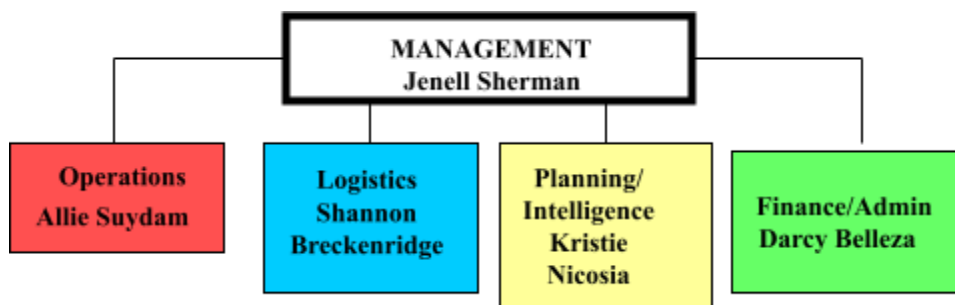 MANAGEMENT
Jenell Sherman
Operations
Allie Suydam
Logistics
Shannon
Breckenridge
Planning/
Intelligence
Kristie
Nicosia
Finance/Admin
Darcy Belleza